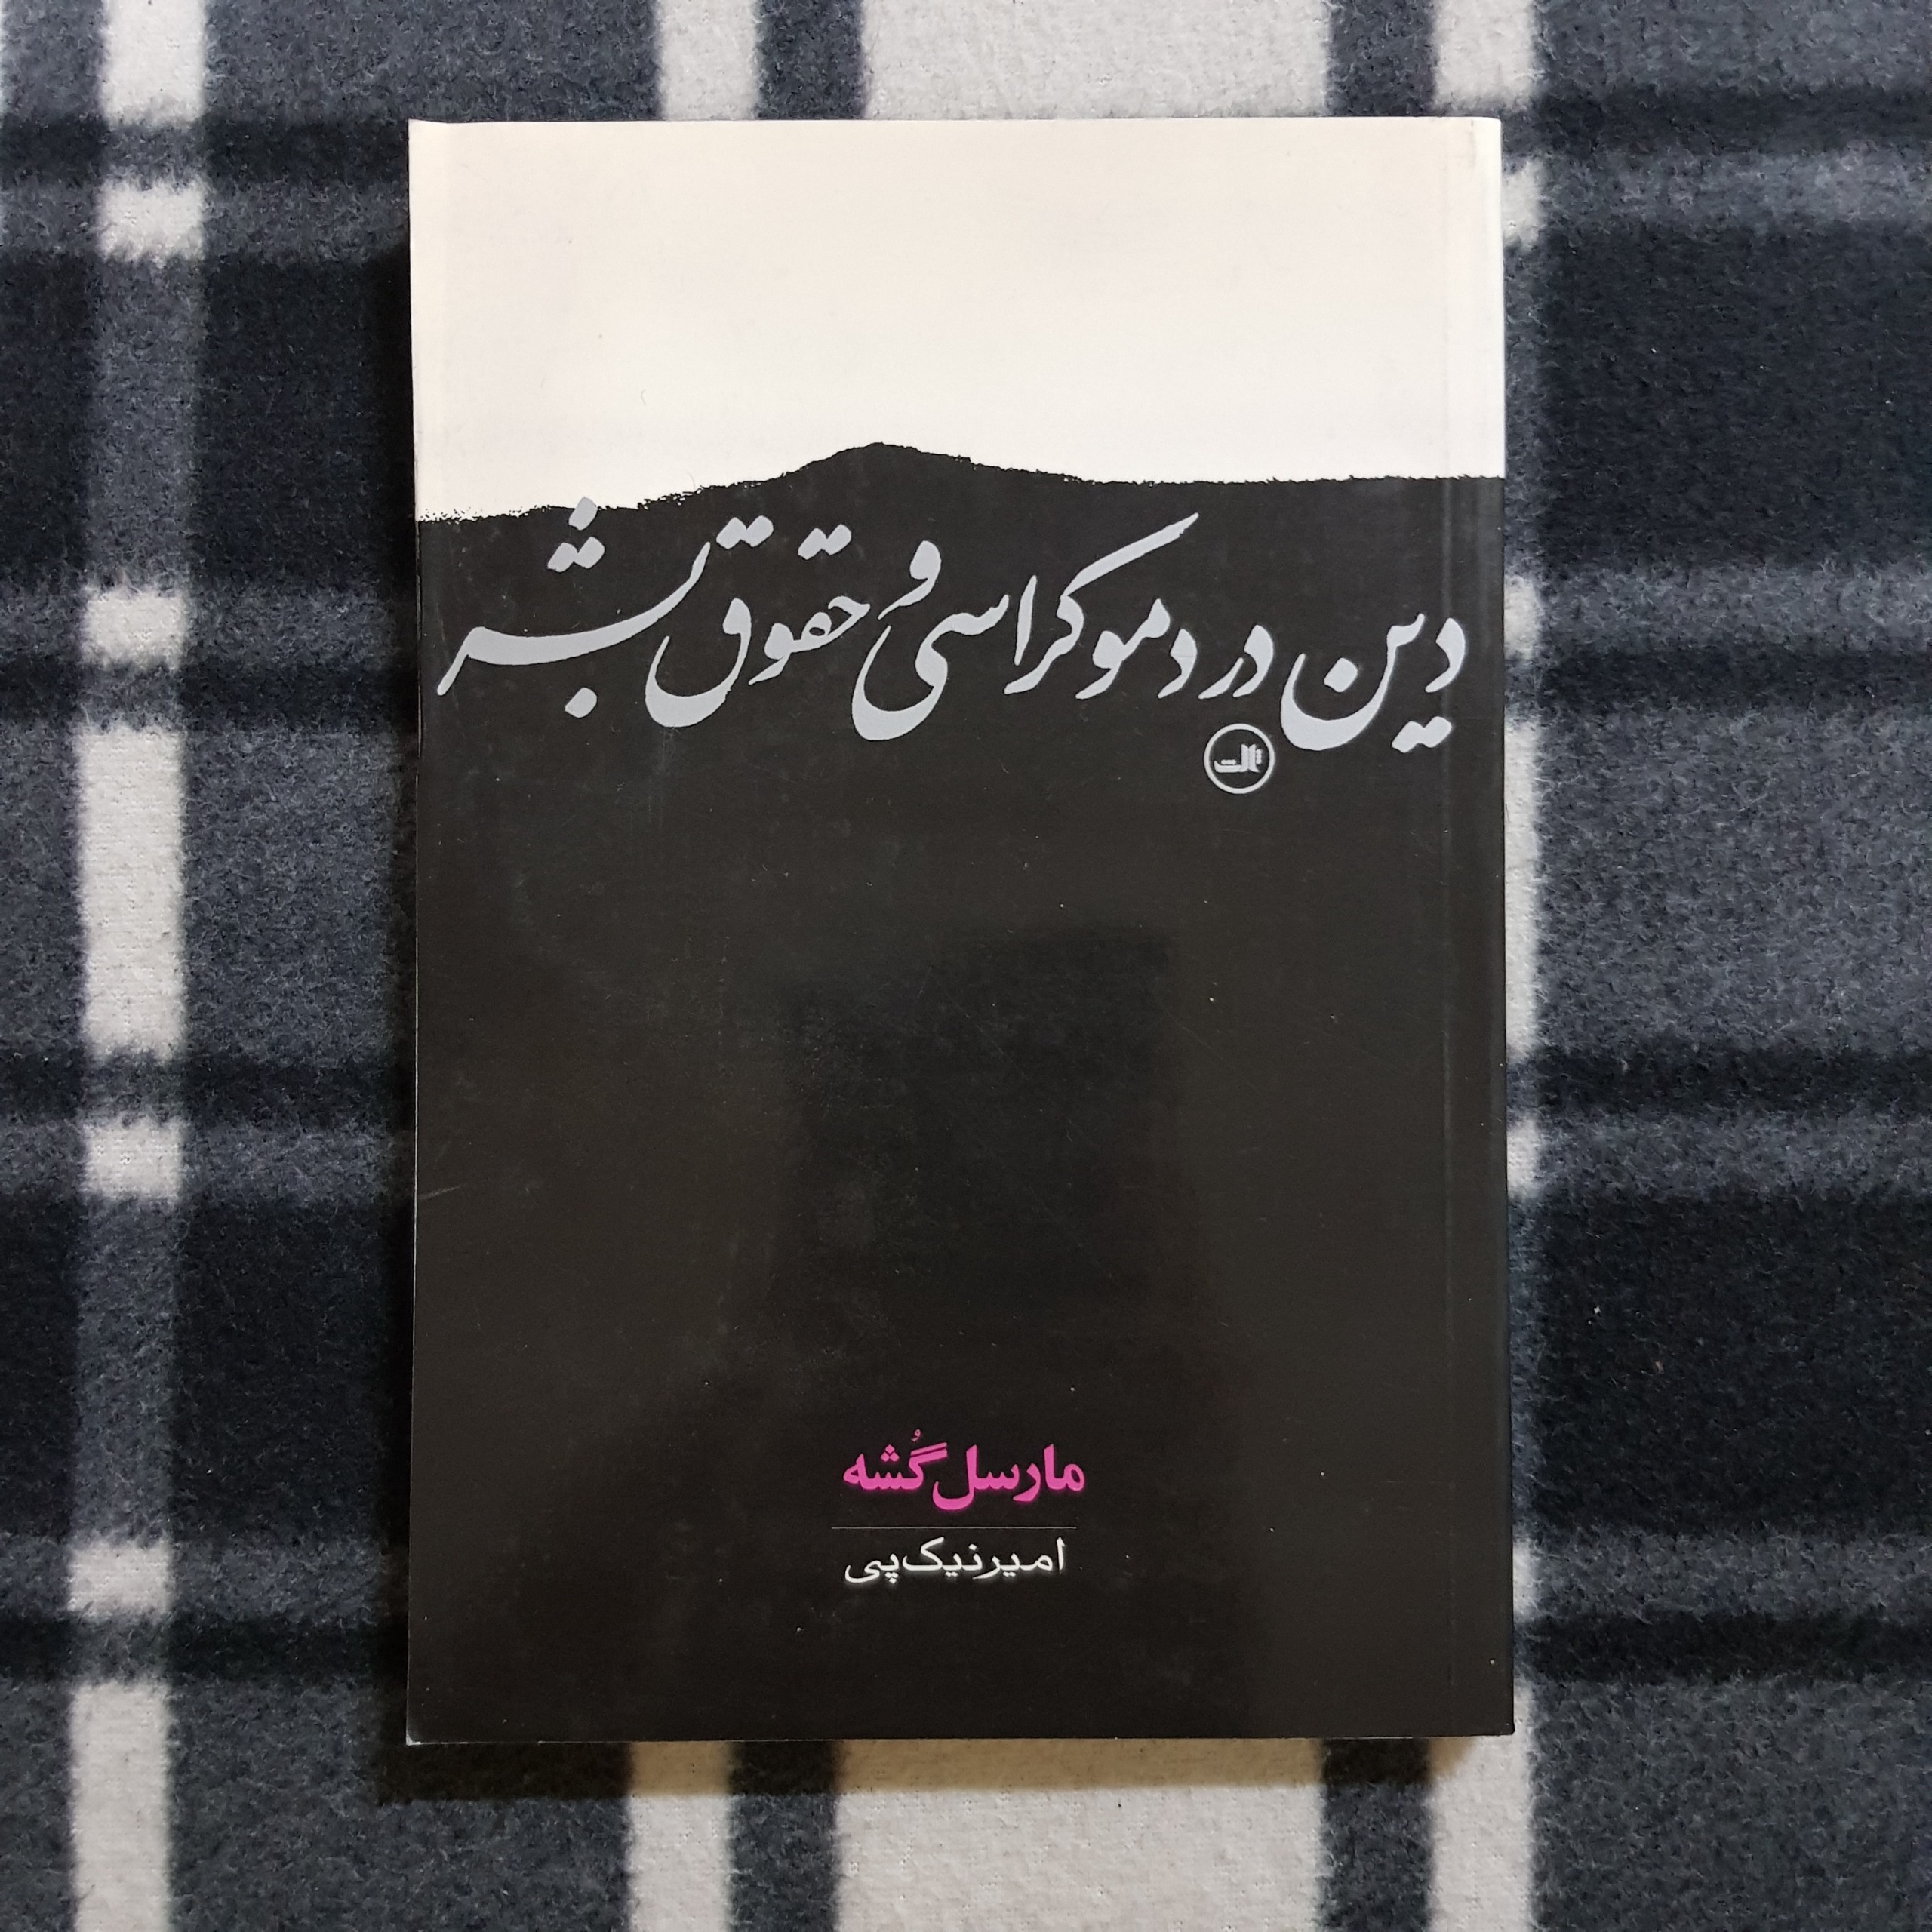 دین در دموکراسی و حقوق بشر
ثالث
مارسل گُشه
امیر نیک‌پی